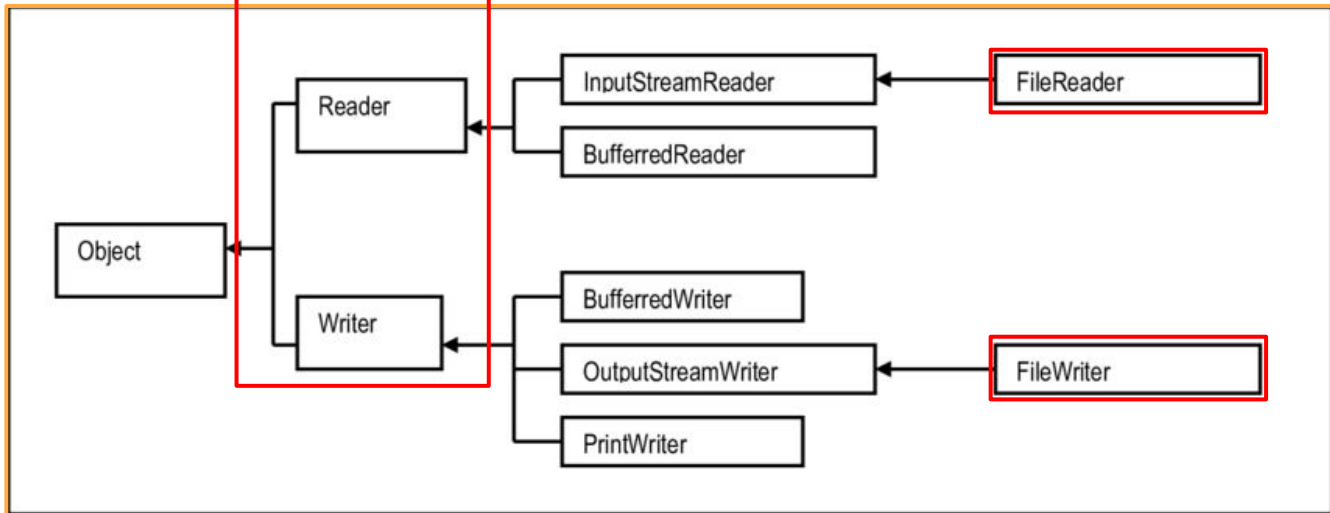 InputStreamReader
FileReader
Reader
BufferredReader
Object
BufferredWriter
Writer
OutputStreamWriter
FileWriter
PrintWriter